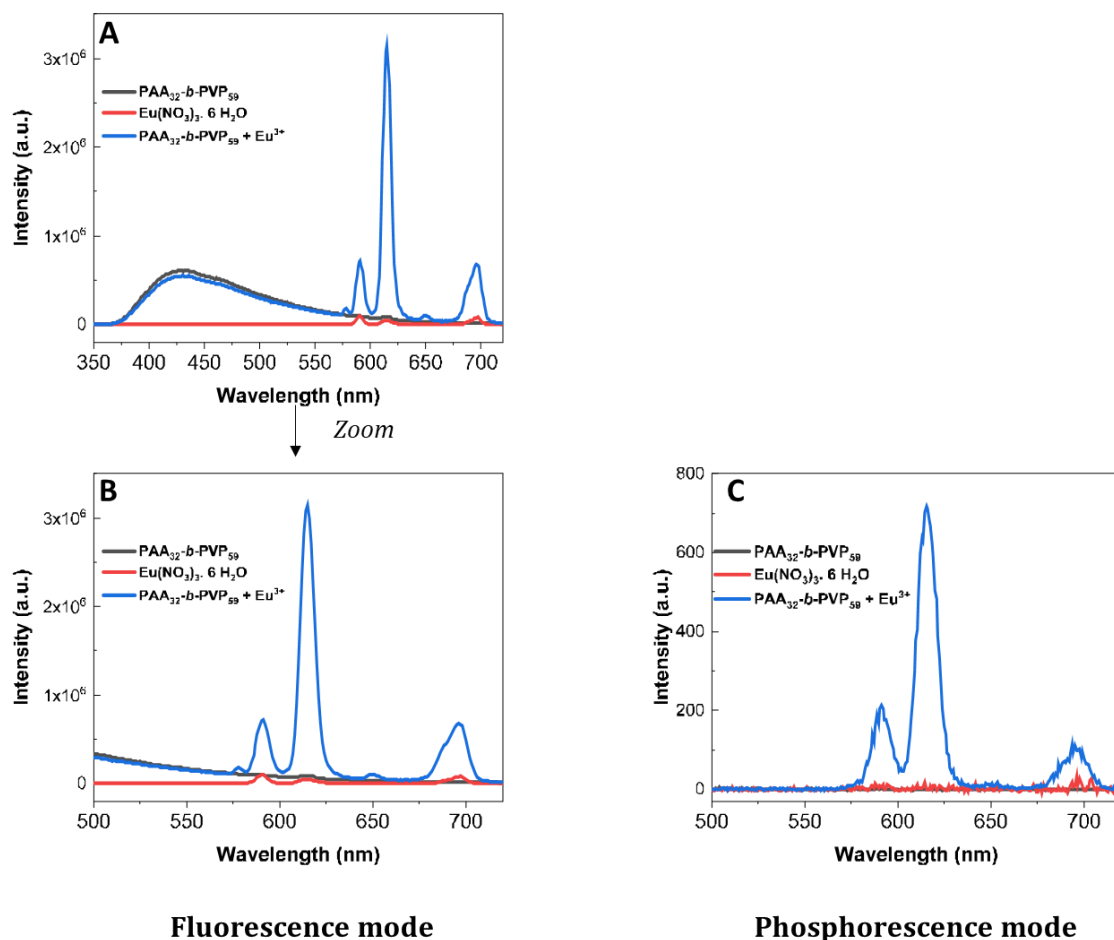 A
3x10⁶
2x10⁶
1x10⁶
0
Intensity (a.u.)
PAA₃₂-b-PVP₅₉
Eu(NO₃)₃. 6 H₂O
PAA₃₂-b-PVP₅₉ + Eu³⁺
350 400 450 500 550 600 650 700
Wavelength (nm)
Zoom
B
3x10⁶
2x10⁶
1x10⁶
0
Intensity (a.u.)
PAA₃₂-b-PVP₅₉
Eu(NO₃)₃. 6 H₂O
PAA₃₂-b-PVP₅₉ + Eu³⁺
500 550 600 650 700
Wavelength (nm)
C
800
600
400
200
0
Intensity (a.u.)
PAA₃₂-b-PVP₅₉
Eu(NO₃)₃. 6 H₂O
PAA₃₂-b-PVP₅₉ + Eu³⁺
500 550 600 650 700
Wavelength (nm)
Fluorescence mode
Phosphorescence mode